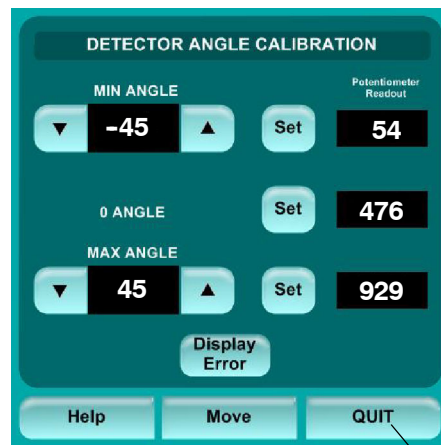 DETECTOR ANGLE CALIBRATION
Potentiometer
Readout
MIN ANGLE
-45
Set
54
0 ANGLE
Set
476
MAX ANGLE
45
Set
929
Display
Error
Help
Move
QUIT